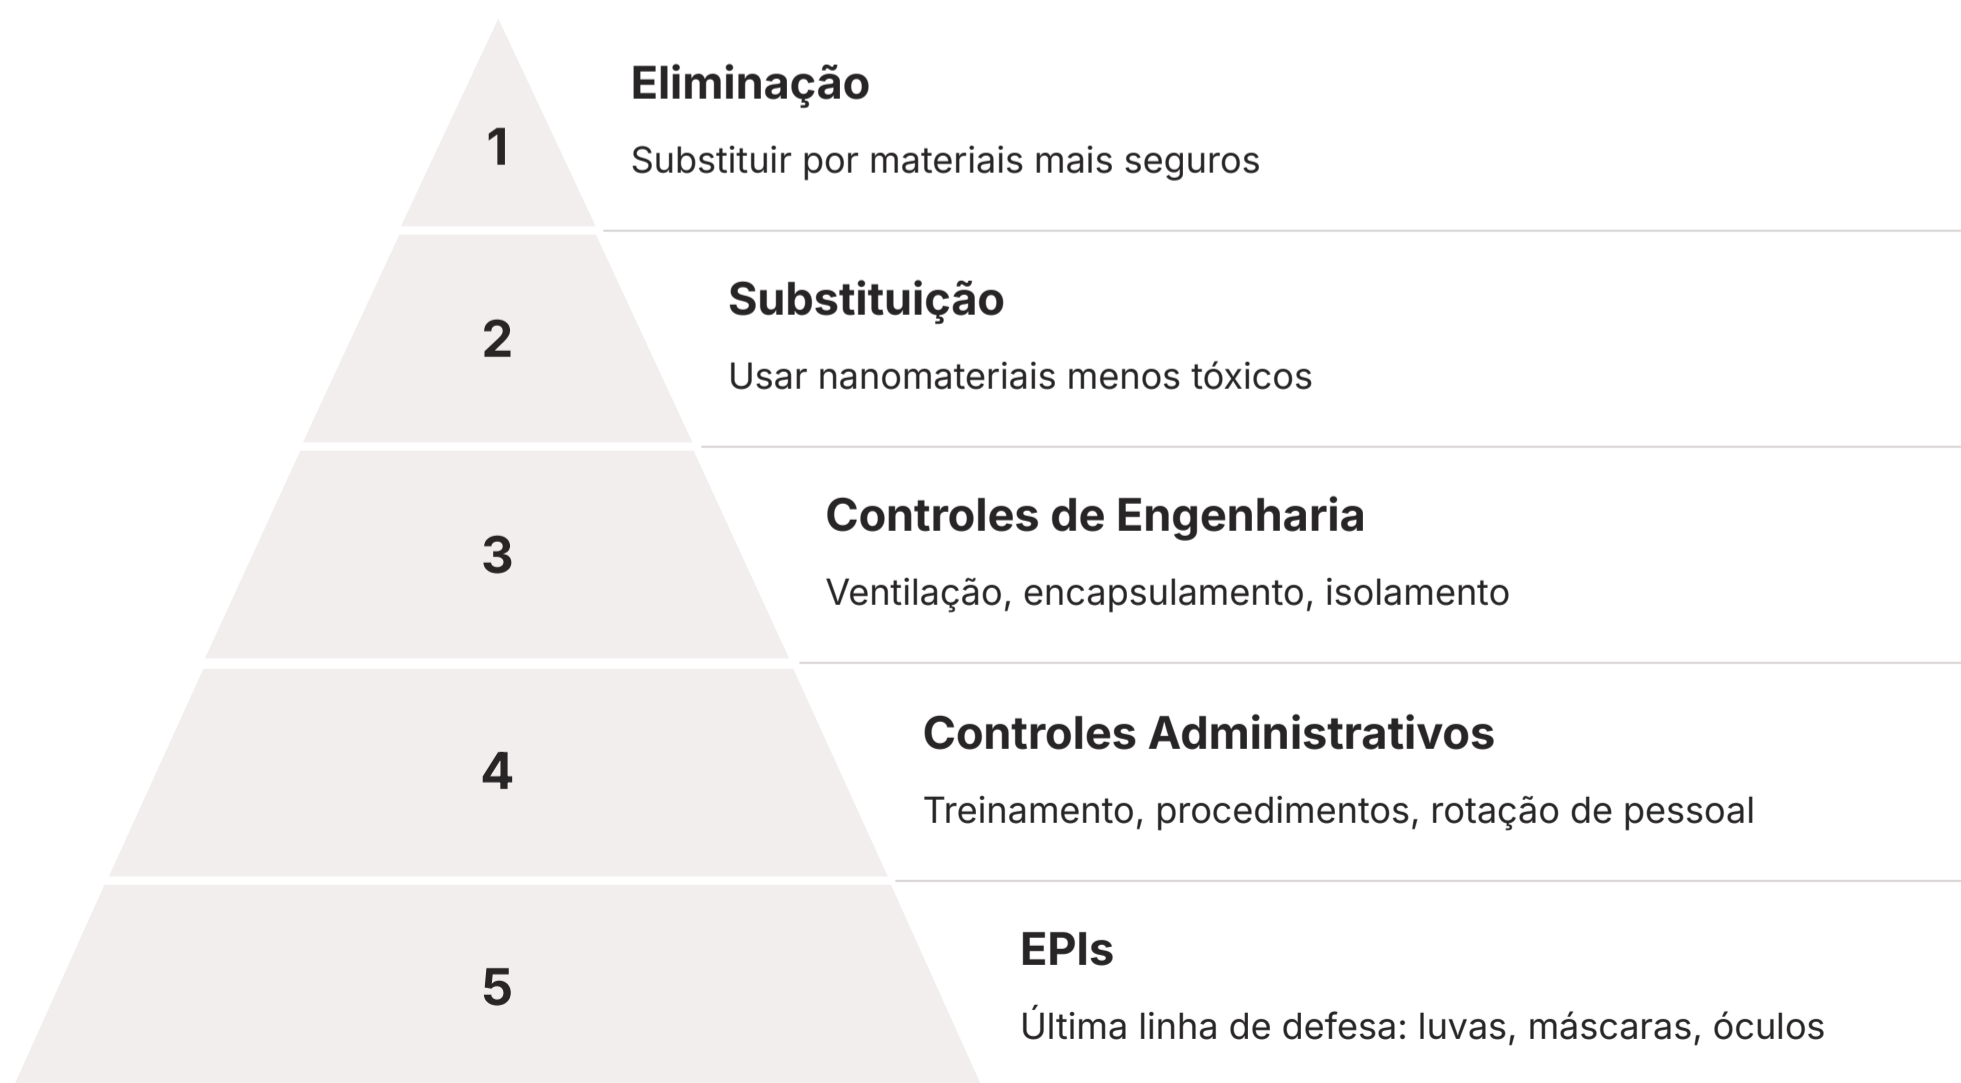 1
Eliminação
Substituir por materiais mais seguros
2
Substituição
Usar nanomateriais menos tóxicos
3
Controles de Engenharia
Ventilação, encapsulamento, isolamento
4
Controles Administrativos
Treinamento, procedimentos, rotação de pessoal
5
EPIs
Última linha de defesa: luvas, máscaras, óculos